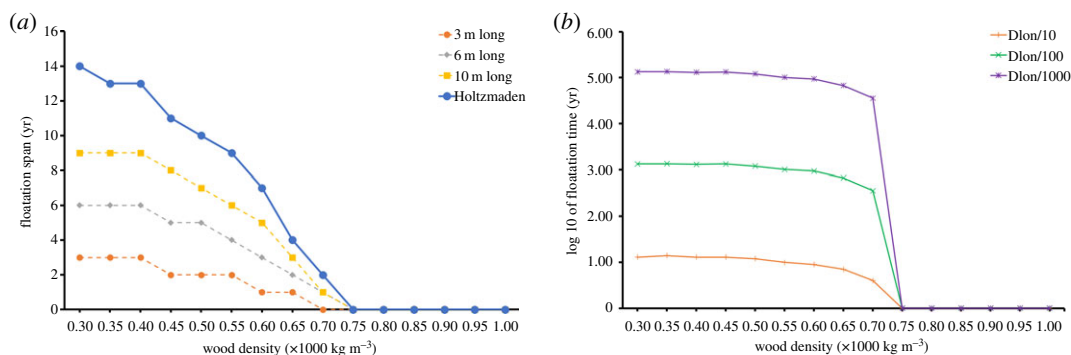 (a)
16
14
12
10
8
6
4
2
0
floatation span (yr)
3 m long
6 m long
10 m long
Holtzmaden
0.30 0.35 0.40 0.45 0.50 0.55 0.60 0.65 0.70 0.75 0.80 0.85 0.90 0.95 1.00
wood density (×1000 kg m⁻³)
(b)
6.00
5.00
4.00
3.00
2.00
1.00
0
log 10 of floatation time (yr)
Dlon/10
Dlon/100
Dlon/1000
0.30 0.35 0.40 0.45 0.50 0.55 0.60 0.65 0.70 0.75 0.80 0.85 0.90 0.95 1.00
wood density (×1000 kg m⁻³)